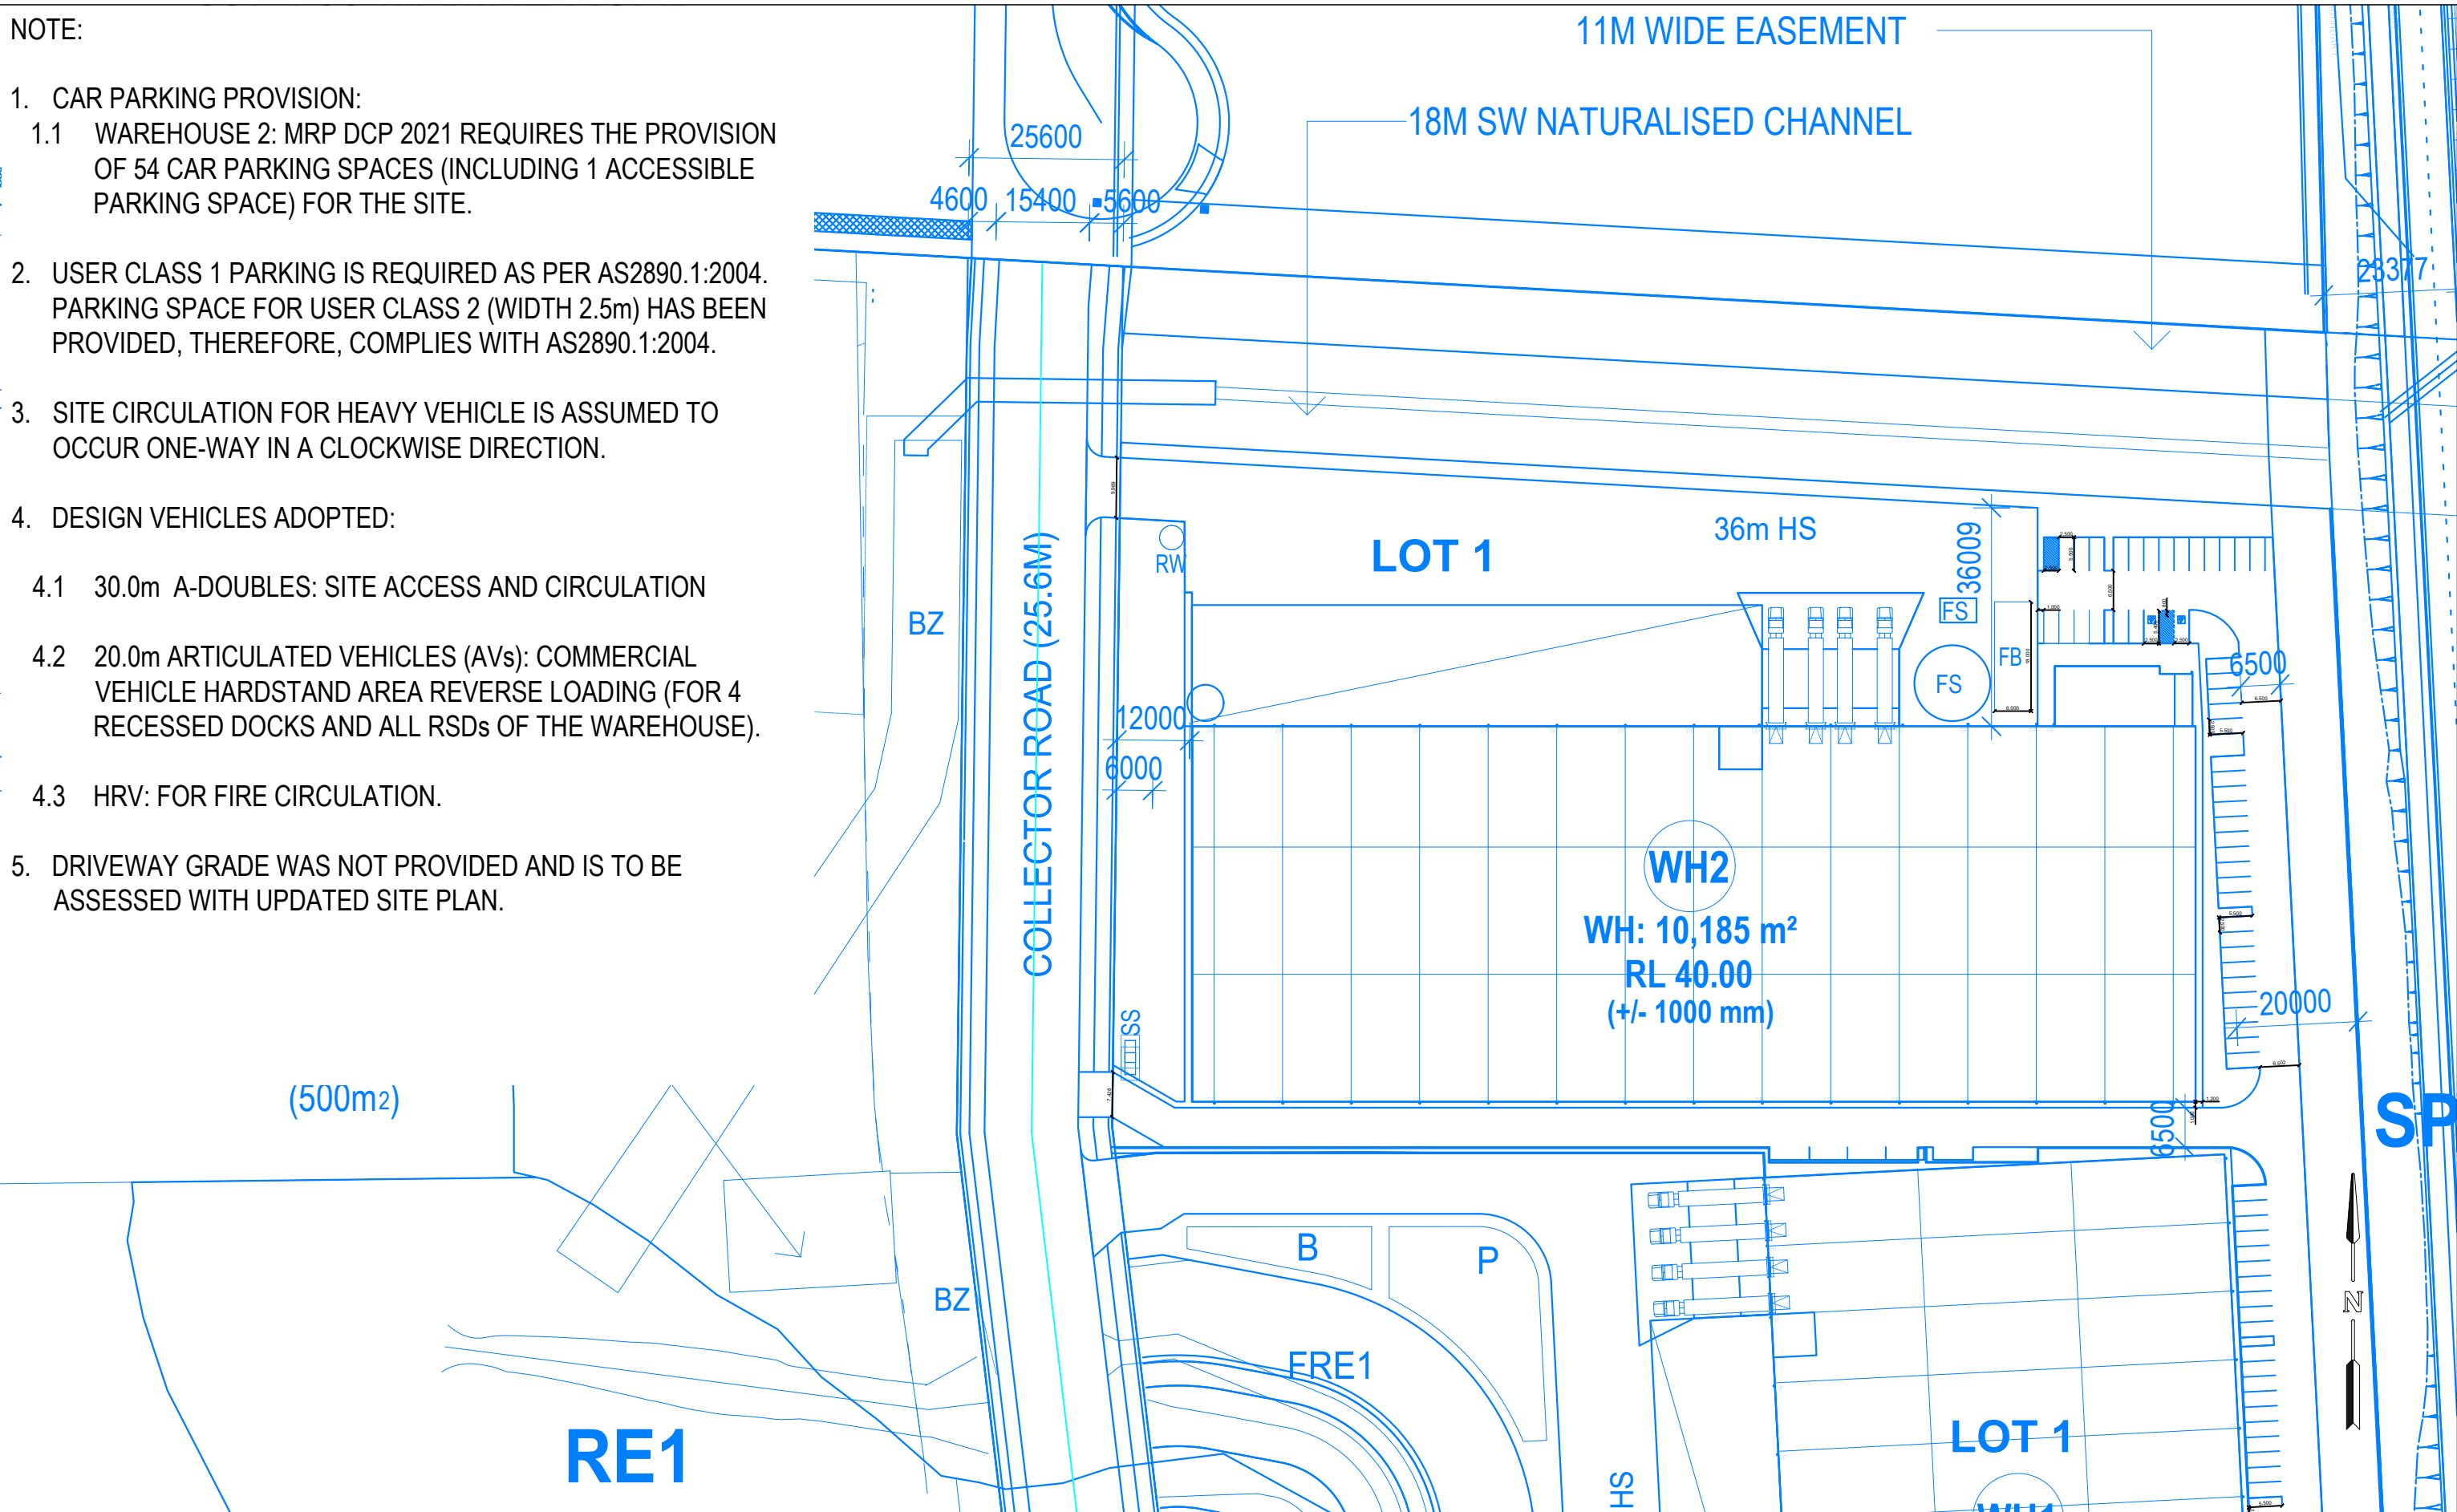 NOTE:
1. CAR PARKING PROVISION:
1.1 WAREHOUSE 2: MRP DCP 2021 REQUIRES THE PROVISION
OF 54 CAR PARKING SPACES (INCLUDING 1 ACCESSIBLE
PARKING SPACE) FOR THE SITE.
2. USER CLASS 1 PARKING IS REQUIRED AS PER AS2890.1:2004.
PARKING SPACE FOR USER CLASS 2 (WIDTH 2.5m) HAS BEEN
PROVIDED, THEREFORE, COMPLIES WITH AS2890.1:2004.
3. SITE CIRCULATION FOR HEAVY VEHICLE IS ASSUMED TO
OCCUR ONE-WAY IN A CLOCKWISE DIRECTION.
4. DESIGN VEHICLES ADOPTED:
4.1 30.0m A-DOUBLES: SITE ACCESS AND CIRCULATION
4.2 20.0m ARTICULATED VEHICLES (AVs): COMMERCIAL
VEHICLE HARDSTAND AREA REVERSE LOADING (FOR 4
RECESSED DOCKS AND ALL RSDs OF THE WAREHOUSE).
4.3 HRV: FOR FIRE CIRCULATION.
5. DRIVEWAY GRADE WAS NOT PROVIDED AND IS TO BE
ASSESSED WITH UPDATED SITE PLAN.
(500m2)
RE1
11M WIDE EASEMENT
18M SW NATURALISED CHANNEL
25600
4600 15400 5600
23377
COLLECTOR ROAD (25.6M)
BZ
BZ
RW
LOT 1
36m HS
36009
FS
FS
FB
6500
12000
6000
WH2
WH: 10,185 m²
RL 40.00
(+/- 1000 mm)
SS
20000
6500
SP
B
P
FRE1
HS
LOT 1
WH1
N